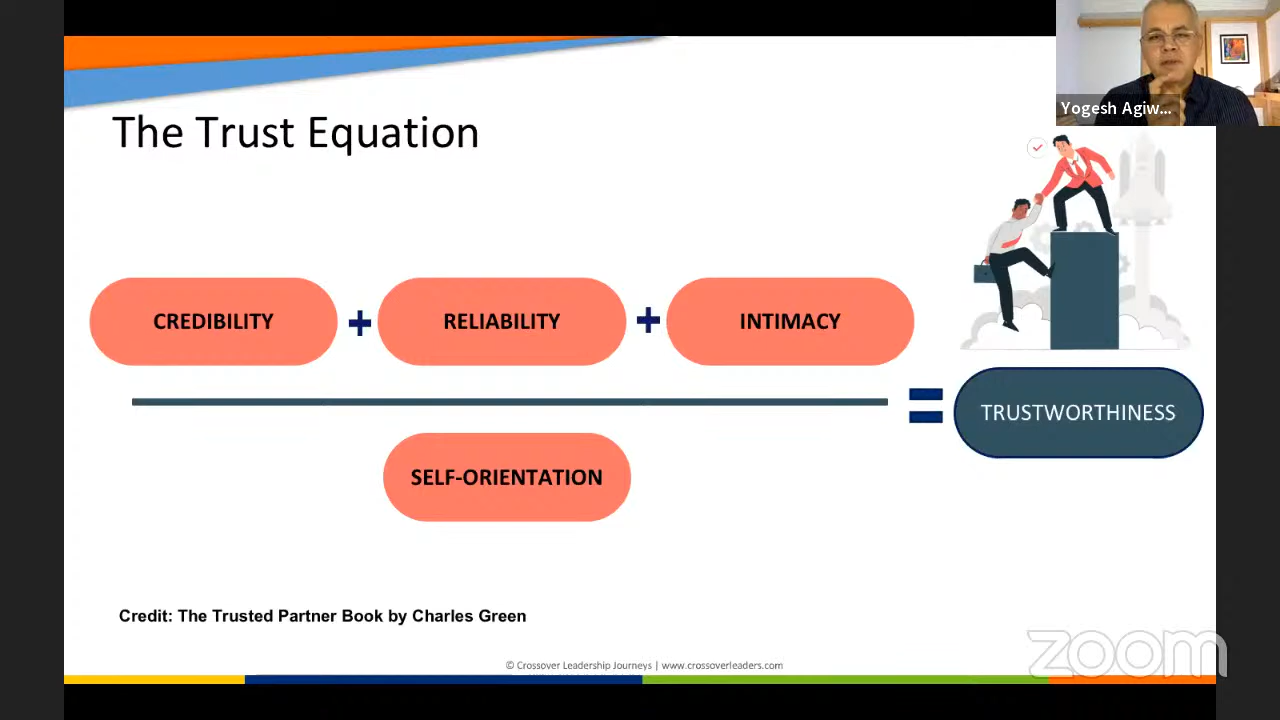 Yogesh Agiw...
The Trust Equation
CREDIBILITY + RELIABILITY + INTIMACY
= TRUSTWORTHINESS
SELF-ORIENTATION
Credit: The Trusted Partner Book by Charles Green
© Crossover Leadership Journeys | www.crossoverleaders.com
zoom